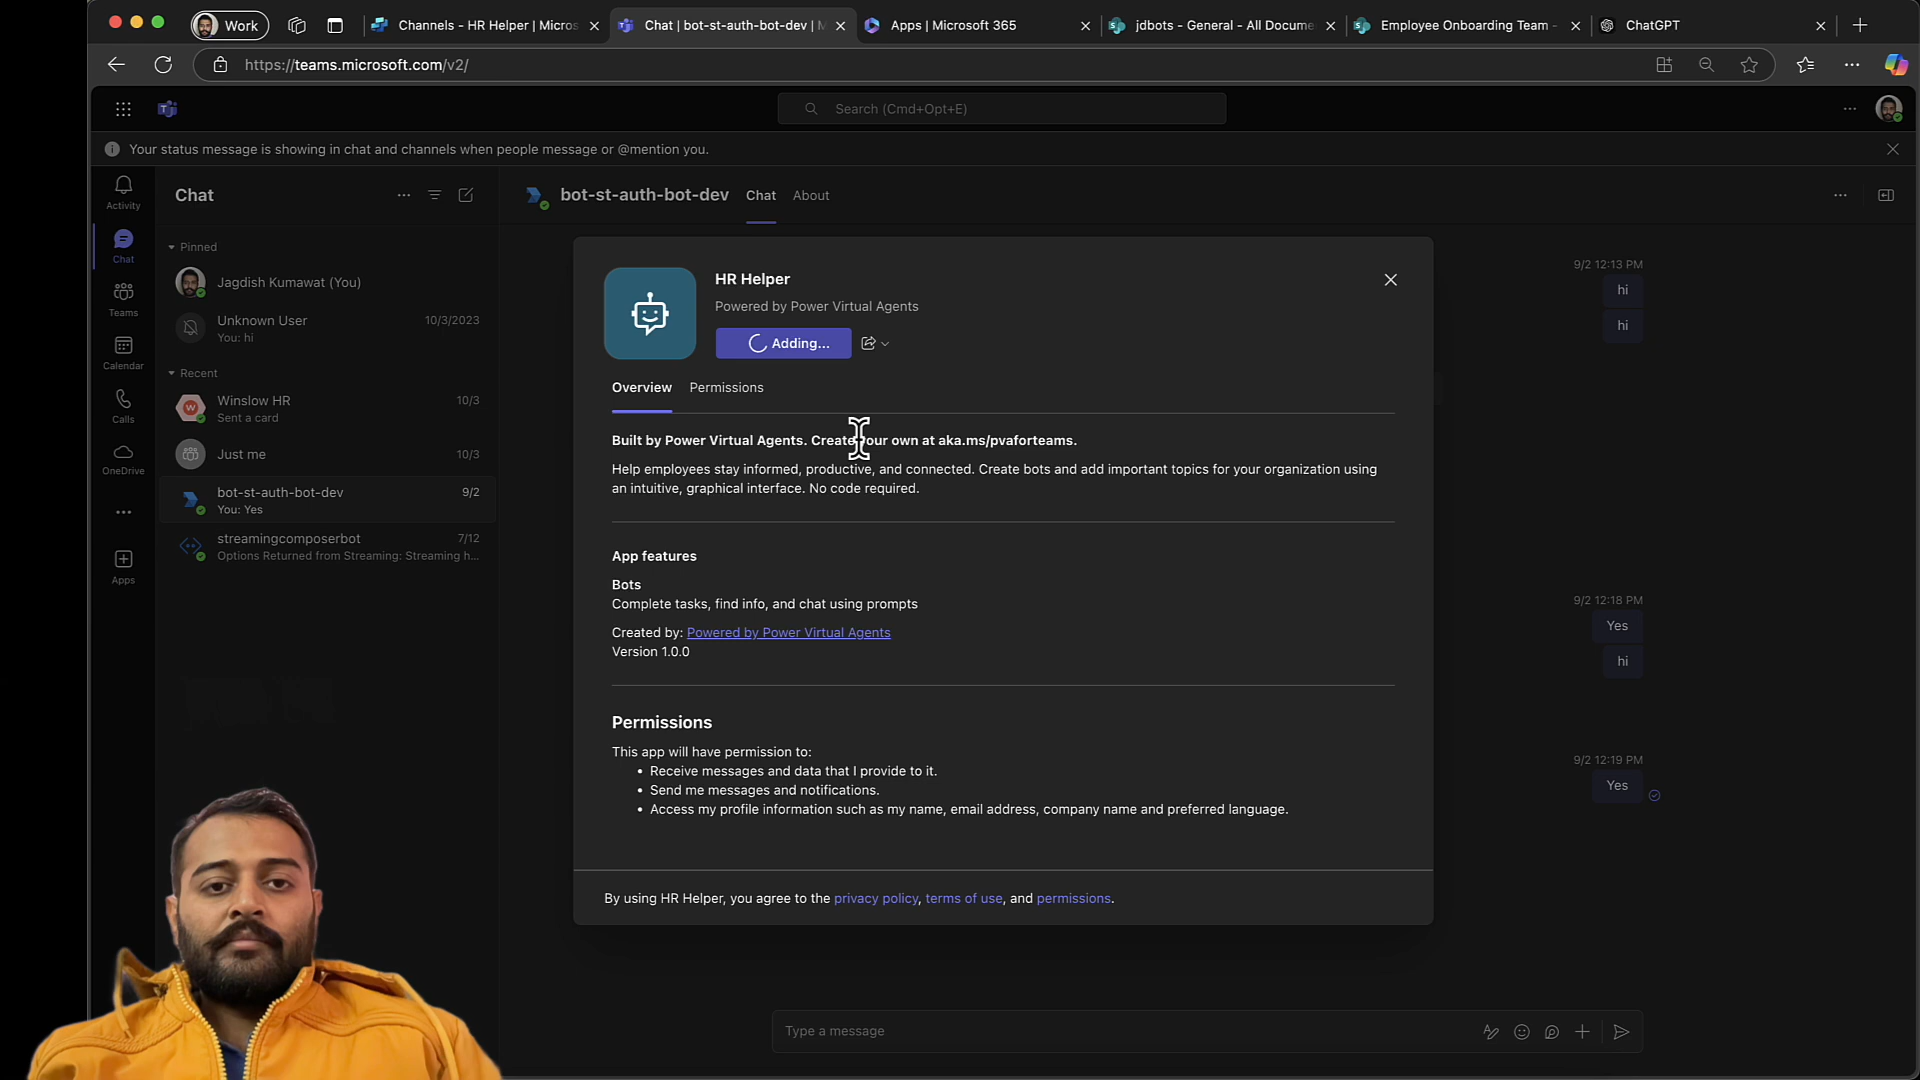 Work
Channels - HR Helper | Micros
Chat | bot-st-auth-bot-dev | M
Apps | Microsoft 365
jdbots - General - All Docume
Employee Onboarding Team -
ChatGPT
https://teams.microsoft.com/v2/
Search (Cmd+Opt+E)
Your status message is showing in chat and channels when people message or @mention you.
Activity
Chat
Teams
Calendar
Calls
OneDrive
Apps
Chat
Pinned
Jagdish Kumawat (You)
Unknown User 10/3/2023
You: hi
Recent
Winslow HR 10/3
Sent a card
Just me 10/3
bot-st-auth-bot-dev 9/2
You: Yes
streamingcomposerbot 7/12
Options Returned from Streaming: Streaming h...
bot-st-auth-bot-dev Chat About
9/2 12:13 PM
hi
hi
HR Helper
Powered by Power Virtual Agents
Adding...
Overview Permissions
Built by Power Virtual Agents. Create your own at aka.ms/pvaforteams.
Help employees stay informed, productive, and connected. Create bots and add important topics for your organization using
an intuitive, graphical interface. No code required.
App features
Bots
Complete tasks, find info, and chat using prompts
Created by: Powered by Power Virtual Agents
Version 1.0.0
Permissions
This app will have permission to:
• Receive messages and data that I provide to it.
• Send me messages and notifications.
• Access my profile information such as my name, email address, company name and preferred language.
By using HR Helper, you agree to the privacy policy, terms of use, and permissions.
9/2 12:18 PM
Yes
hi
9/2 12:19 PM
Yes
Type a message